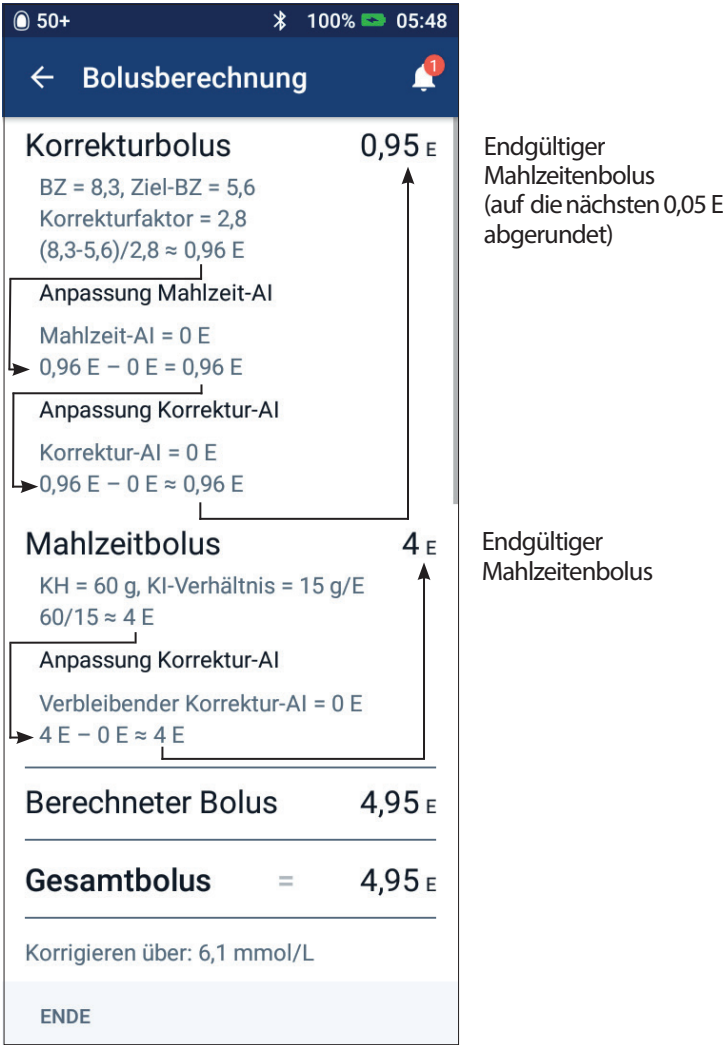 50+ 100% 05:48
Bolusberechnung 1
Korrekturbolus 0,95 E
BZ = 8,3, Ziel-BZ = 5,6
Korrekturfaktor = 2,8
(8,3-5,6)/2,8 ≈ 0,96 E
Anpassung Mahlzeit-AI
Mahlzeit-AI = 0 E
0,96 E – 0 E = 0,96 E
Anpassung Korrektur-AI
Korrektur-AI = 0 E
0,96 E – 0 E ≈ 0,96 E
Endgültiger
Mahlzeitenbolus
(auf die nächsten 0,05 E
abgerundet)
Mahlzeitbolus 4 E
KH = 60 g, KI-Verhältnis = 15 g/E
60/15 ≈ 4 E
Anpassung Korrektur-AI
Verbleibender Korrektur-AI = 0 E
4 E – 0 E ≈ 4 E
Endgültiger
Mahlzeitenbolus
Berechneter Bolus 4,95 E
Gesamtbolus = 4,95 E
Korrigieren über: 6,1 mmol/L
ENDE